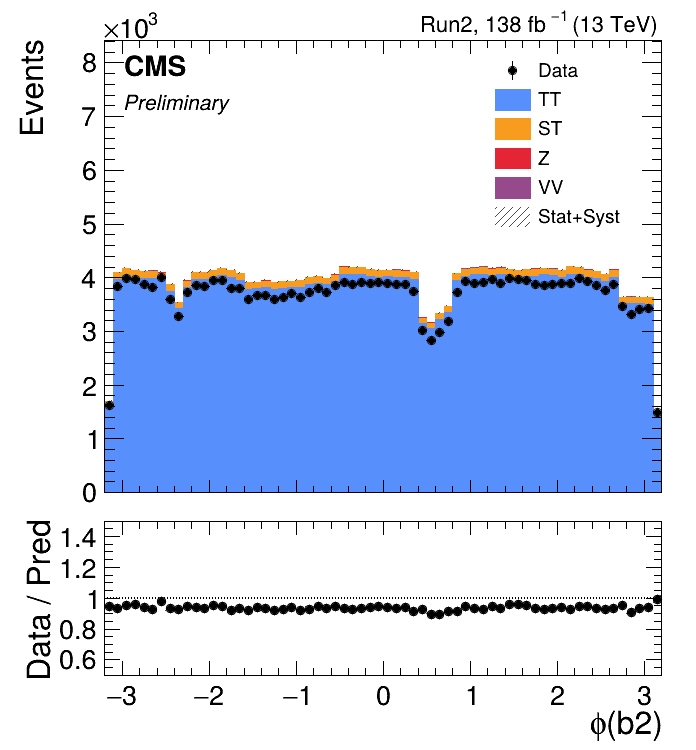 ×10³
Run2, 138 fb⁻¹ (13 TeV)
Events
8
7
6
5
4
3
2
1
0
CMS
Preliminary
Data
TT
ST
Z
VV
Stat+Syst
Data / Pred
1.4
1.2
1
0.8
0.6
−3 −2 −1 0 1 2 3
ϕ(b2)